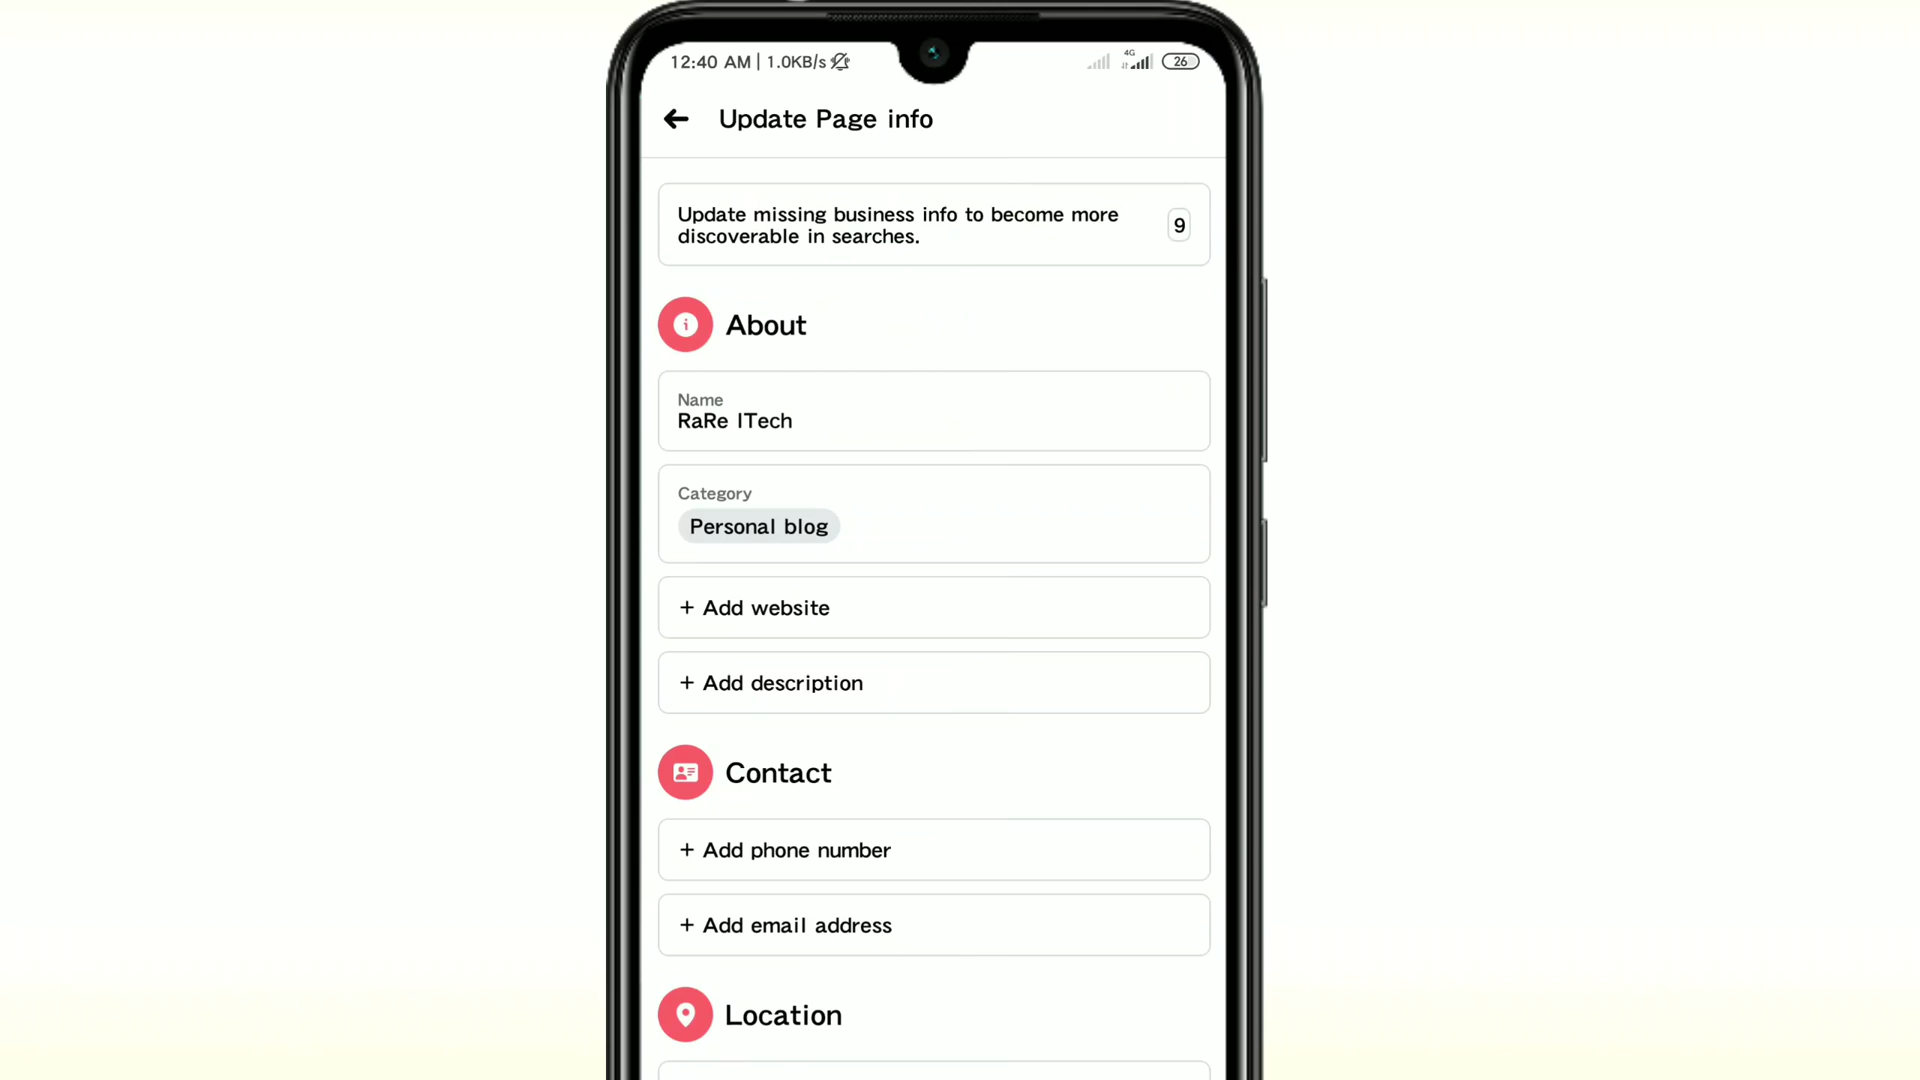 12:40 AM | 1.0KB/s
4G
26
Update Page info
Update missing business info to become more
discoverable in searches.
9
About
Name
RaRe ITech
Category
Personal blog
+ Add website
+ Add description
Contact
+ Add phone number
+ Add email address
Location